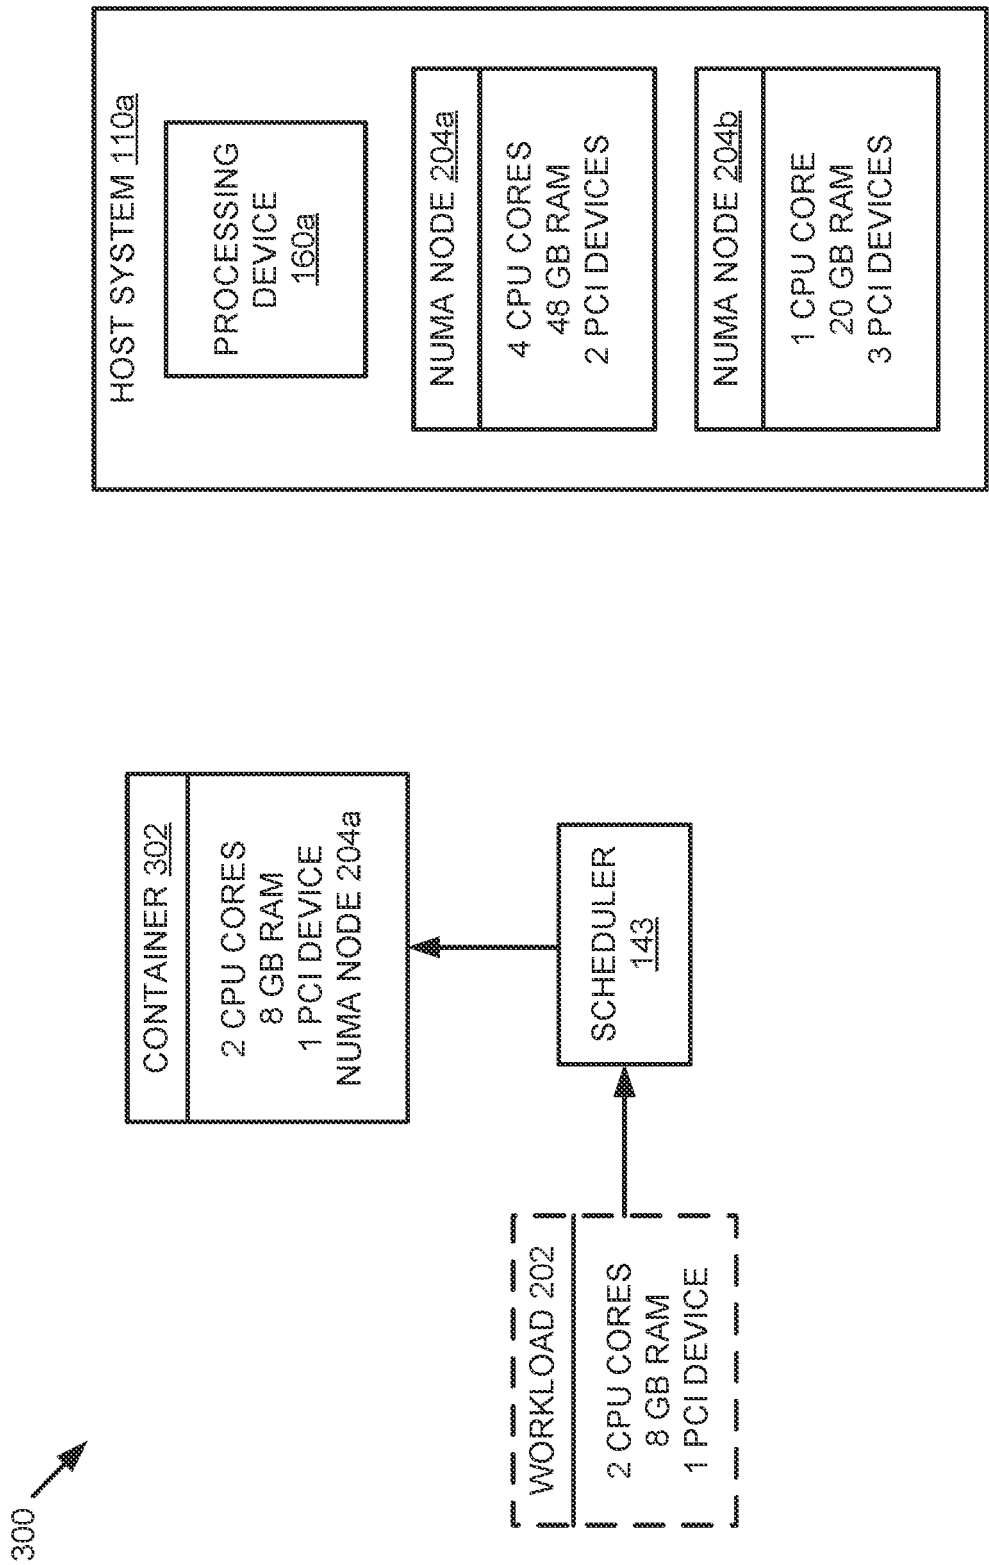 300
WORKLOAD 202
2 CPU CORES
8 GB RAM
1 PCI DEVICE
SCHEDULER
143
CONTAINER 302
2 CPU CORES
8 GB RAM
1 PCI DEVICE
NUMA NODE 204a
HOST SYSTEM 110a
PROCESSING
DEVICE
160a
NUMA NODE 204a
4 CPU CORES
48 GB RAM
2 PCI DEVICES
NUMA NODE 204b
1 CPU CORE
20 GB RAM
3 PCI DEVICES